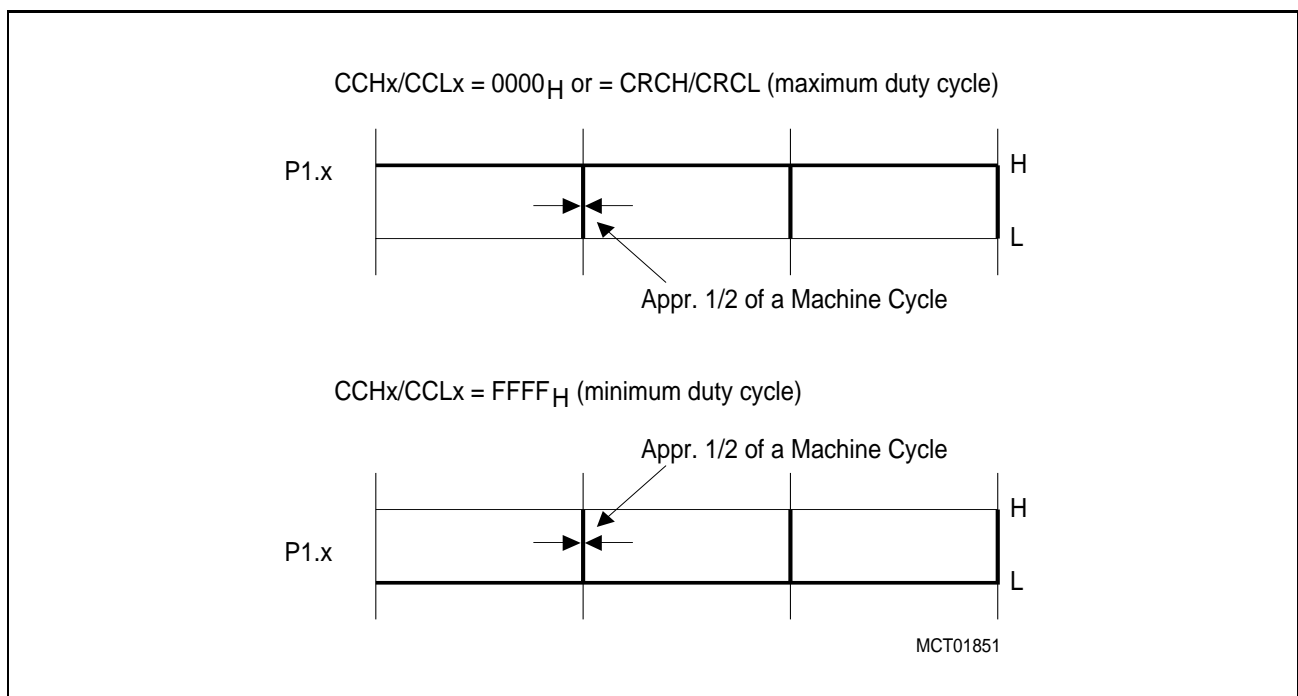 CCHx/CCLx = 0000H or = CRCH/CRCL (maximum duty cycle)
P1.x
H
L
Appr. 1/2 of a Machine Cycle
CCHx/CCLx = FFFFH (minimum duty cycle)
Appr. 1/2 of a Machine Cycle
H
P1.x
L
MCT01851